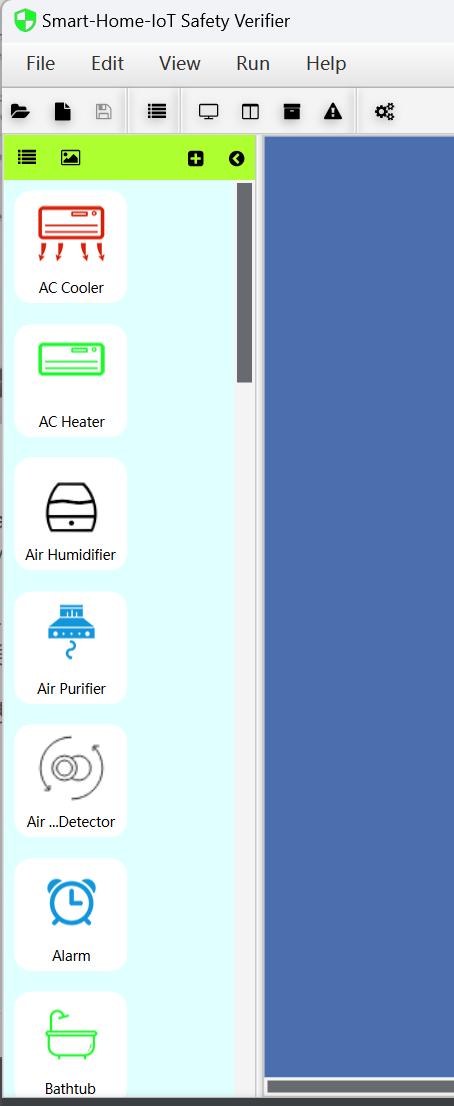 Smart-Home-IoT Safety Verifier
File Edit View Run Help
AC Cooler
AC Heater
Air Humidifier
Air Purifier
Air ...Detector
Alarm
Bathtub